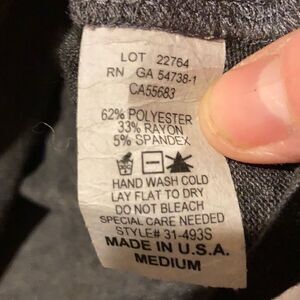 LOT 22764
RN GA 54738-1
CA55683
62% POLYESTER
33% RAYON
5% SPANDEX
HAND WASH COLD
LAY FLAT TO DRY
DO NOT BLEACH
SPECIAL CARE NEEDED
STYLE# 31-493S
MADE IN U.S.A.
MEDIUM